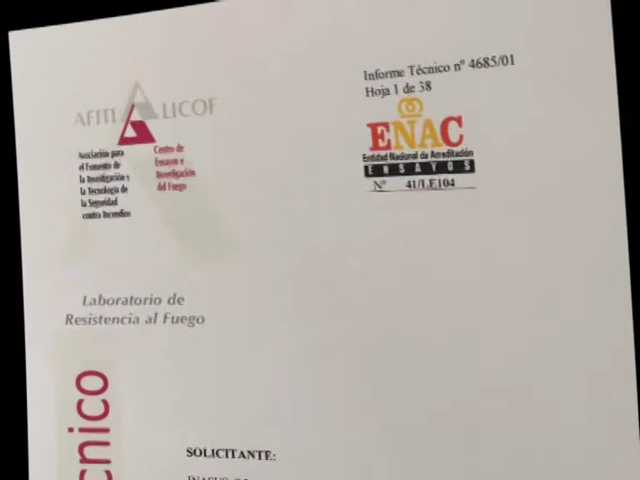 Informe Técnico nº 4685/01
Hoja 1 de 38
AFITI LICOF
Asociación para
el Fomento de
la Investigación y
la Tecnología de
la Seguridad
contra Incendios
Centro de
Ensayos e
Investigación
del Fuego
ENAC
Entidad Nacional de Acreditación
ENSAYOS
Nº 41/LE104
Laboratorio de
Resistencia al Fuego
cnico
SOLICITANTE: